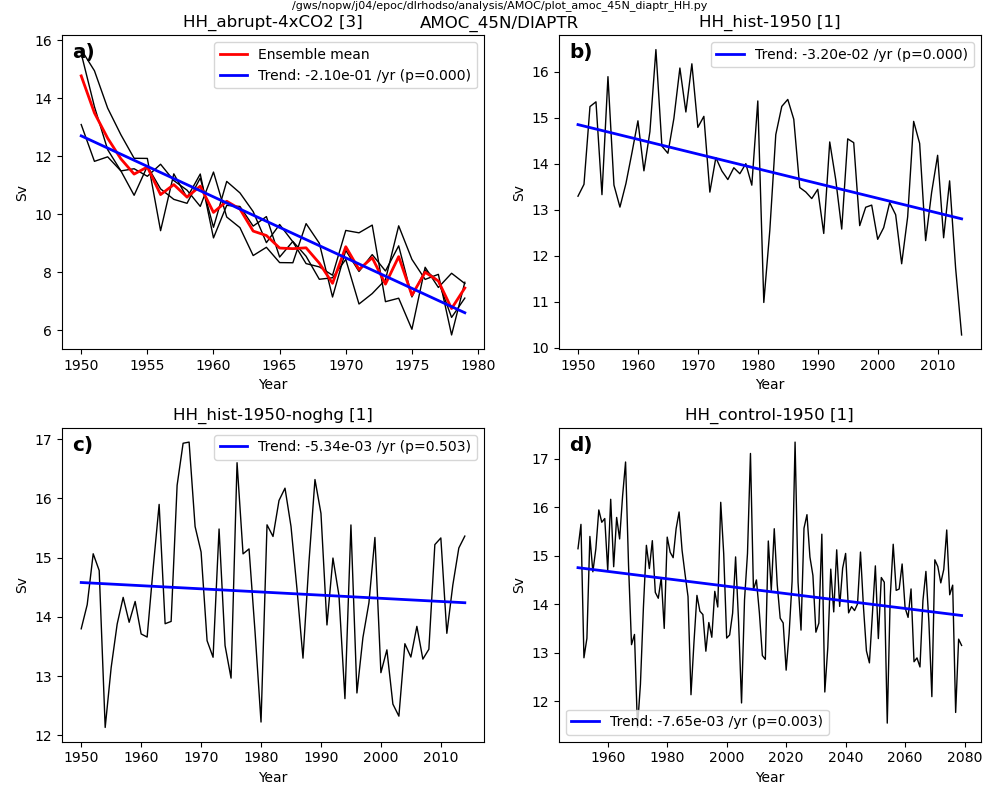 /gws/nopw/j04/epoc/dlrhodso/analysis/AMOC/plot_amoc_45N_diaptr_HH.py
HH_abrupt-4xCO2 [3] AMOC_45N/DIAPTR HH_hist-1950 [1]
a)
Ensemble mean
Trend: -2.10e-01 /yr (p=0.000)
16
14
12
10
8
6
Sv
1950 1955 1960 1965 1970 1975 1980
Year
b)
Trend: -3.20e-02 /yr (p=0.000)
16
15
14
13
12
11
10
Sv
1950 1960 1970 1980 1990 2000 2010
Year
HH_hist-1950-noghg [1]
c)
Trend: -5.34e-03 /yr (p=0.503)
17
16
15
14
13
12
Sv
1950 1960 1970 1980 1990 2000 2010
Year
HH_control-1950 [1]
d)
17
16
15
14
13
12
Sv
Trend: -7.65e-03 /yr (p=0.003)
1960 1980 2000 2020 2040 2060 2080
Year